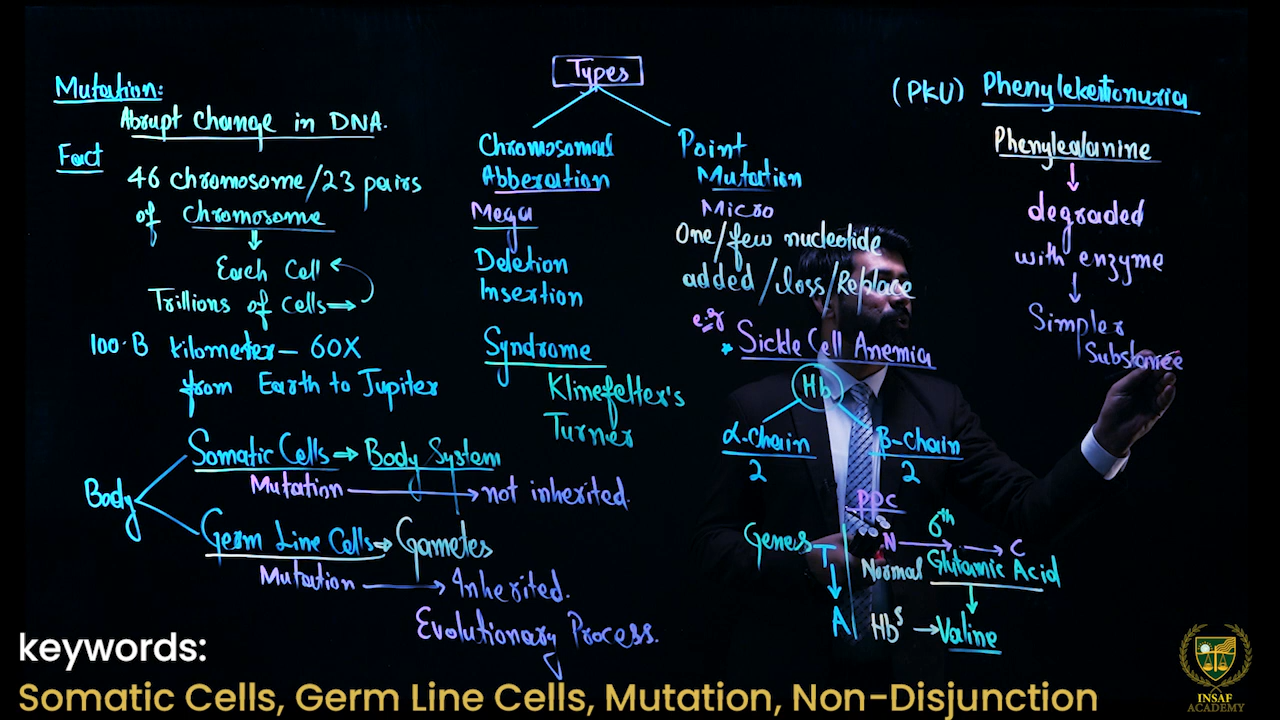 Mutation:
Abrupt change in DNA.
Fact
46 chromosome/23 pairs
of chromosome
Each Cell
Trillions of cells
100.B kilometer - 60X
from Earth to Jupiter
Body
Somatic Cells → Body System
Mutation → not inherited.
Germ Line Cells → Gametes
Mutation → Inherited.
Evolutionary Process.
Types
Chromosomal
Abberation
Mega
Deletion
Insertion
Syndrome
Klinefelter's
Turner
Point
Mutation
Micro
One/few nucleotide
added/loss/Replace
e.g
* Sickle Cell Anemia
Hb
α-chain
2
β-chain
2
PPC
Genes
T
A
N → 6th → C
Normal Glutamic Acid
HbS → Valine
(PKU) Phenyleketonuria
Phenylealanine
degraded
with enzyme
Simpler
Substance
keywords:
Somatic Cells, Germ Line Cells, Mutation, Non-Disjunction
INSAF
ACADEMY